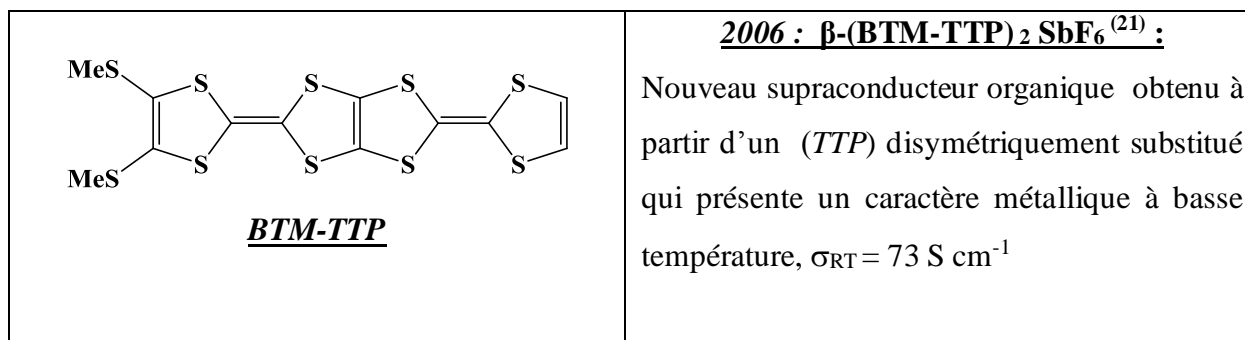 MeS
S
S
S
S
MeS
S
S
S
S
BTM-TTP
2006 : β-(BTM-TTP) 2 SbF6 (21) :
Nouveau supraconducteur organique obtenu à
partir d’un (TTP) disymétriquement substitué
qui présente un caractère métallique à basse
température, σRT = 73 S cm-1